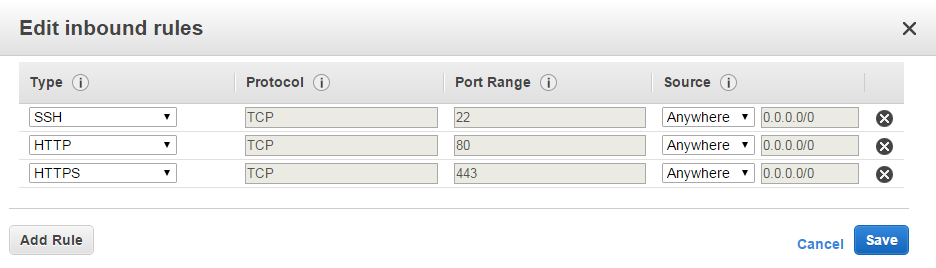 Edit inbound rules
Type Protocol Port Range Source
SSH TCP 22 Anywhere 0.0.0.0/0
HTTP TCP 80 Anywhere 0.0.0.0/0
HTTPS TCP 443 Anywhere 0.0.0.0/0
Add Rule Cancel Save